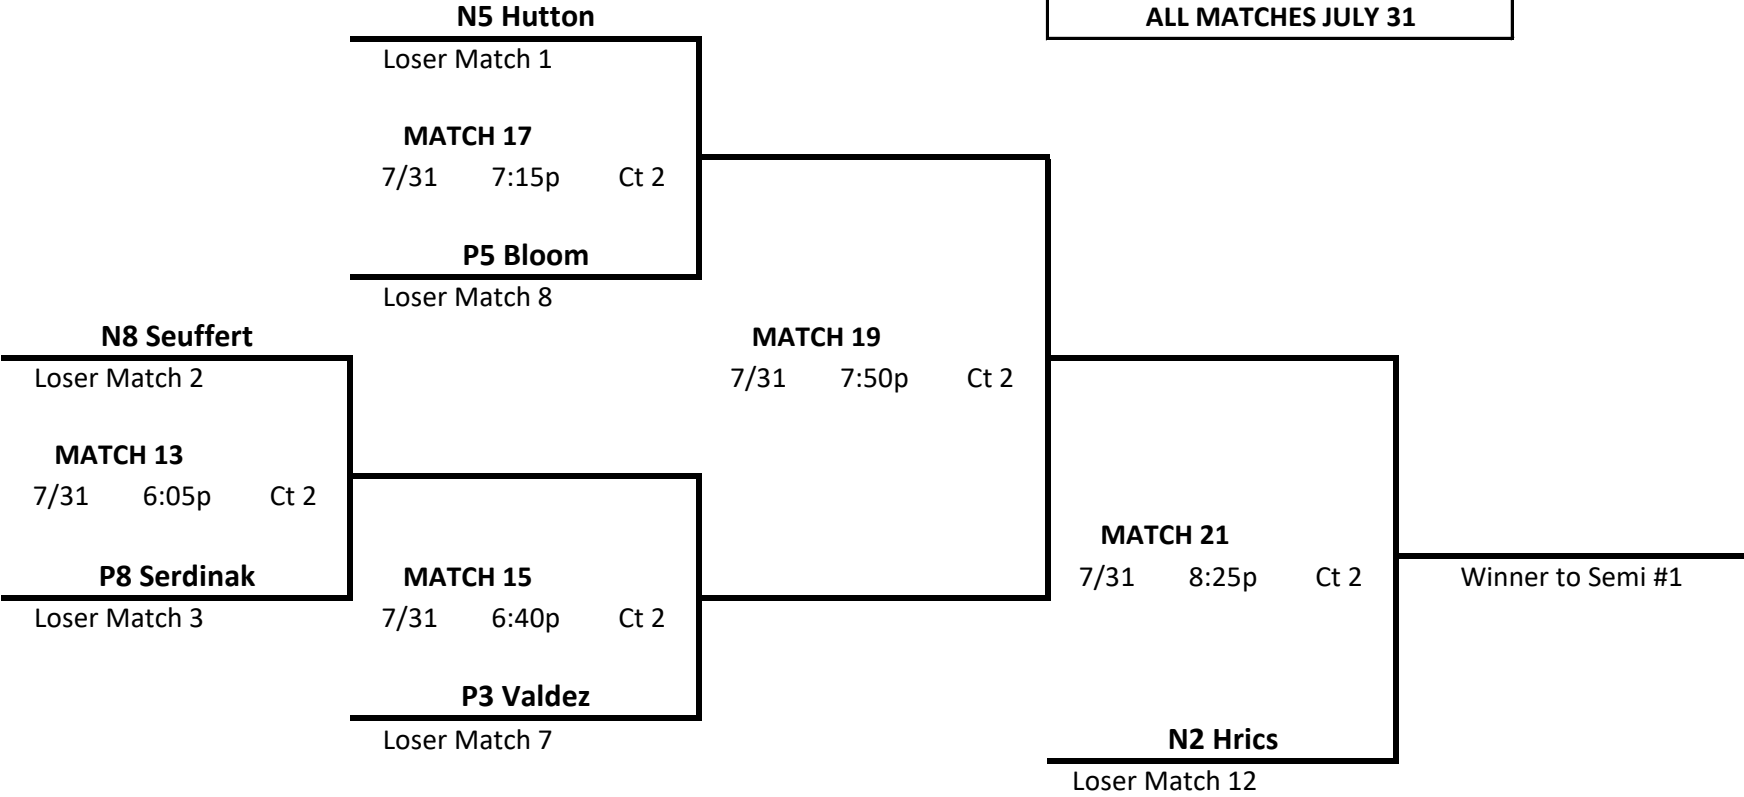 N5 Hutton
ALL MATCHES JULY 31
Loser Match 1
MATCH 17
7/31 7:15p Ct 2
P5 Bloom
Loser Match 8
N8 Seuffert
Loser Match 2
MATCH 19
7/31 7:50p Ct 2
MATCH 13
7/31 6:05p Ct 2
P8 Serdinak
Loser Match 3
MATCH 15
7/31 6:40p Ct 2
MATCH 21
7/31 8:25p Ct 2
Winner to Semi #1
P3 Valdez
Loser Match 7
N2 Hrics
Loser Match 12